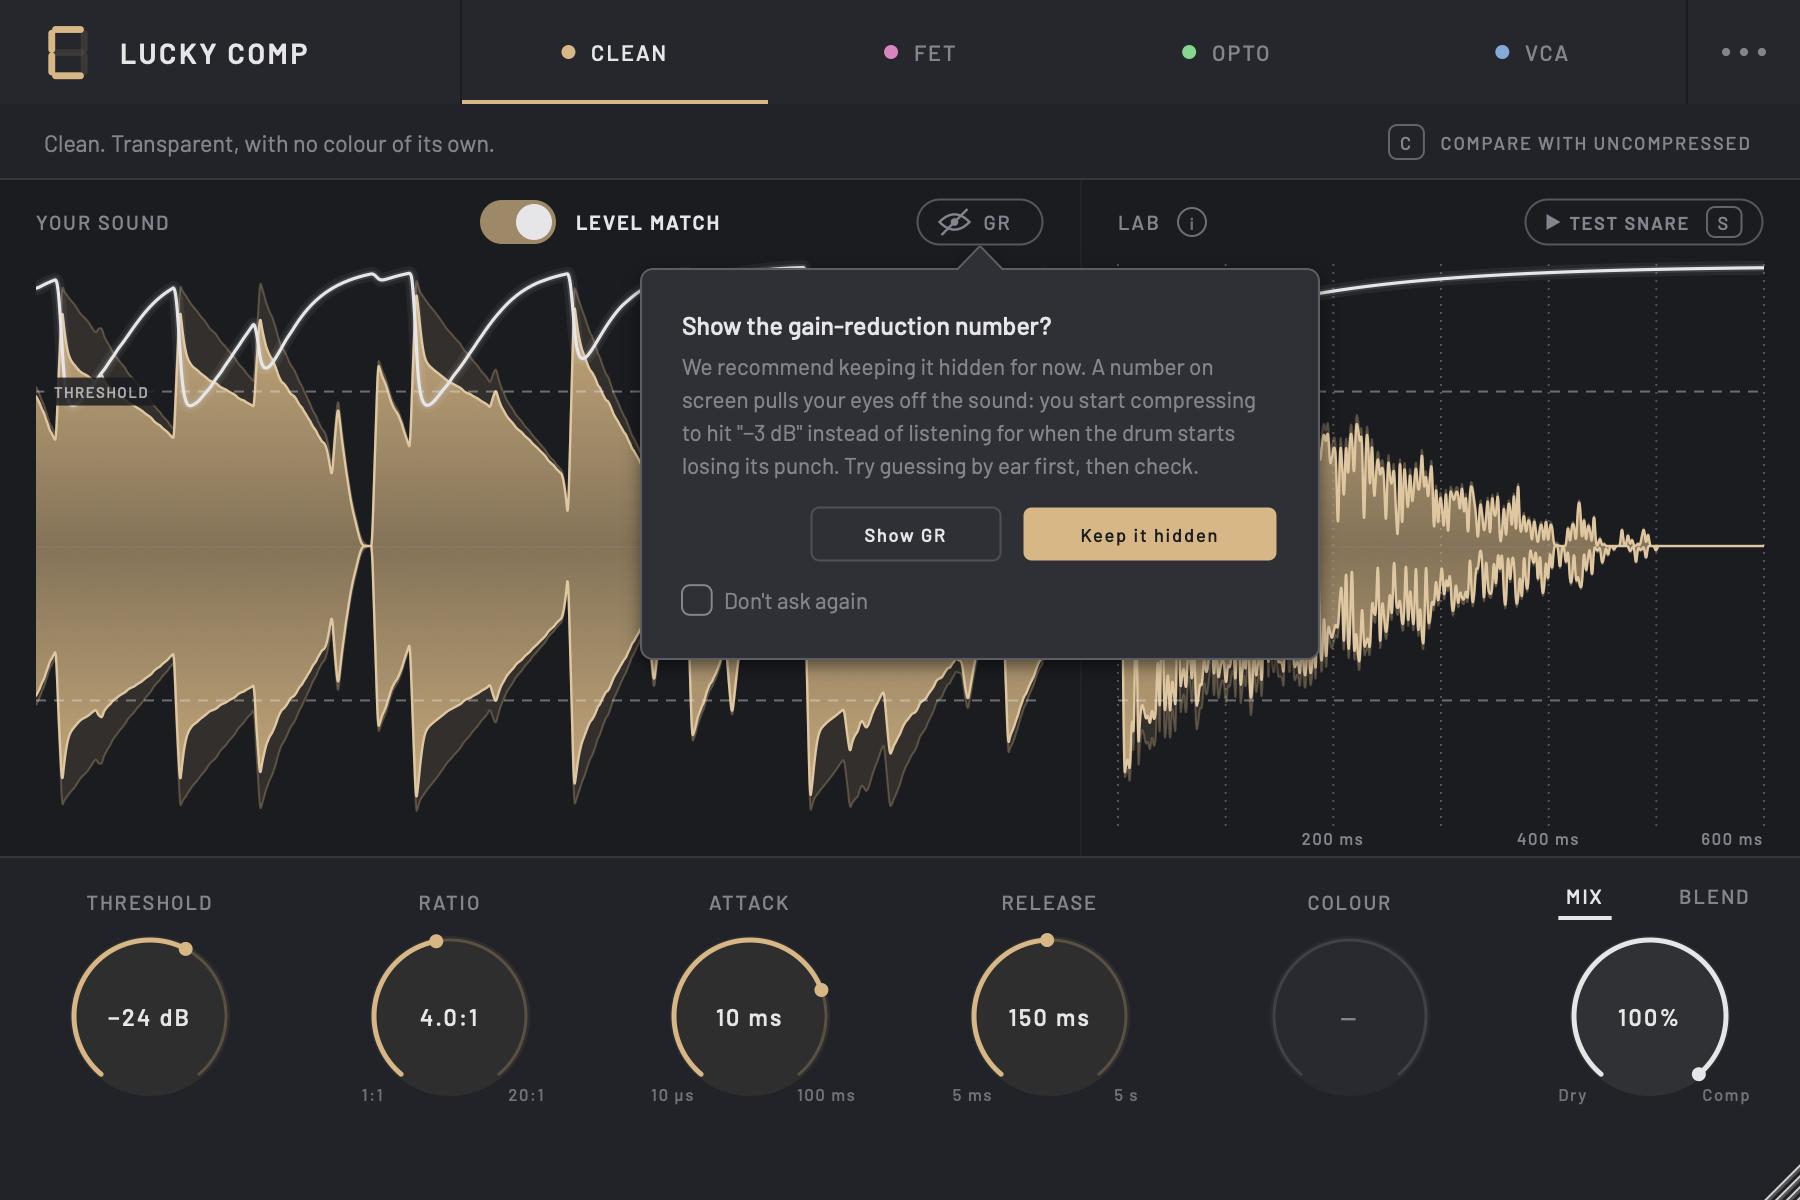 LUCKY COMP
CLEAN
FET
OPTO
VCA
Clean. Transparent, with no colour of its own.
C
COMPARE WITH UNCOMPRESSED
YOUR SOUND
LEVEL MATCH
GR
LAB
i
TEST SNARE
S
THRESHOLD
Show the gain-reduction number?
We recommend keeping it hidden for now. A number on
screen pulls your eyes off the sound: you start compressing
to hit "−3 dB" instead of listening for when the drum starts
losing its punch. Try guessing by ear first, then check.
Show GR
Keep it hidden
Don't ask again
200 ms
400 ms
600 ms
THRESHOLD
RATIO
ATTACK
RELEASE
COLOUR
MIX
BLEND
−24 dB
4.0:1
10 ms
150 ms
–
100%
1:1
20:1
10 µs
100 ms
5 ms
5 s
Dry
Comp